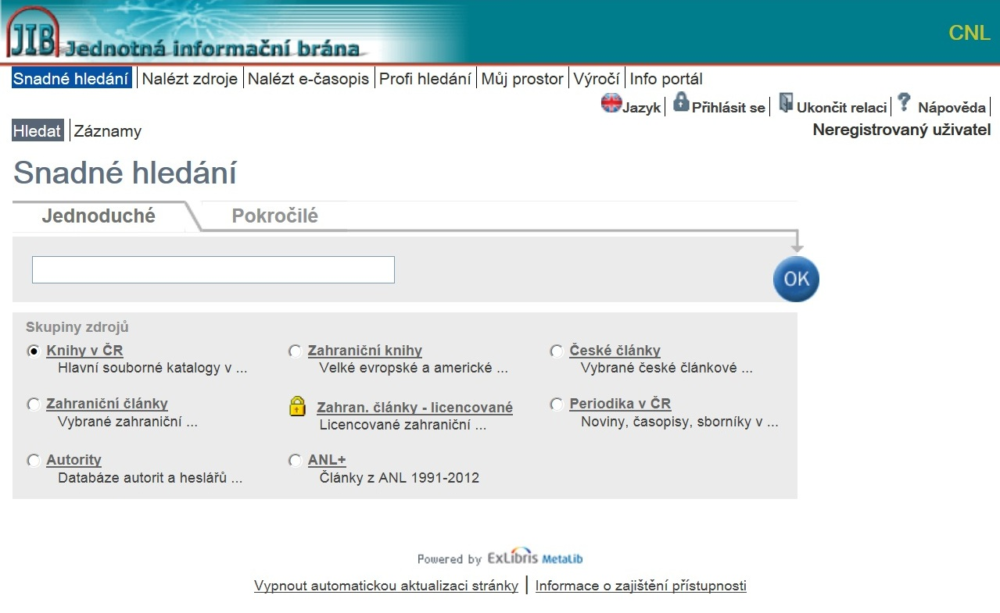 JIB Jednotná informační brána
CNL
Snadné hledání Nalézt zdroje Nalézt e-časopis Profi hledání Můj prostor Výročí Info portál
Jazyk Přihlásit se Ukončit relaci ? Nápověda
Hledat Záznamy
Neregistrovaný uživatel
Snadné hledání
Jednoduché Pokročilé
OK
Skupiny zdrojů
Knihy v ČR Zahraniční knihy České články
Hlavní souborné katalogy v ... Velké evropské a americké ... Vybrané české článkové ...
Zahraniční články Zahran. články - licencované Periodika v ČR
Vybrané zahraniční ... Licencované zahraniční ... Noviny, časopisy, sborníky v ...
Autority ANL+
Databáze autorit a heslářů ... Články z ANL 1991-2012
Powered by ExLibris MetaLib
Vypnout automatickou aktualizaci stránky | Informace o zajištění přístupnosti